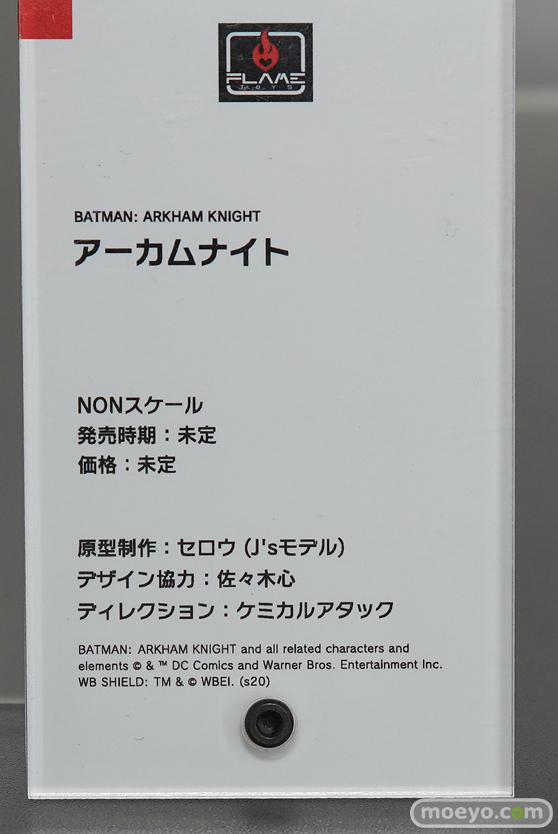 FLAME
TOYS
BATMAN: ARKHAM KNIGHT
アーカムナイト
NONスケール
発売時期：未定
価格：未定
原型制作：セロウ (J'sモデル)
デザイン協力：佐々木心
ディレクション：ケミカルアタック
BATMAN: ARKHAM KNIGHT and all related characters and
elements © & ™ DC Comics and Warner Bros. Entertainment Inc.
WB SHIELD: TM & © WBEI. (s20)
moeyo.com